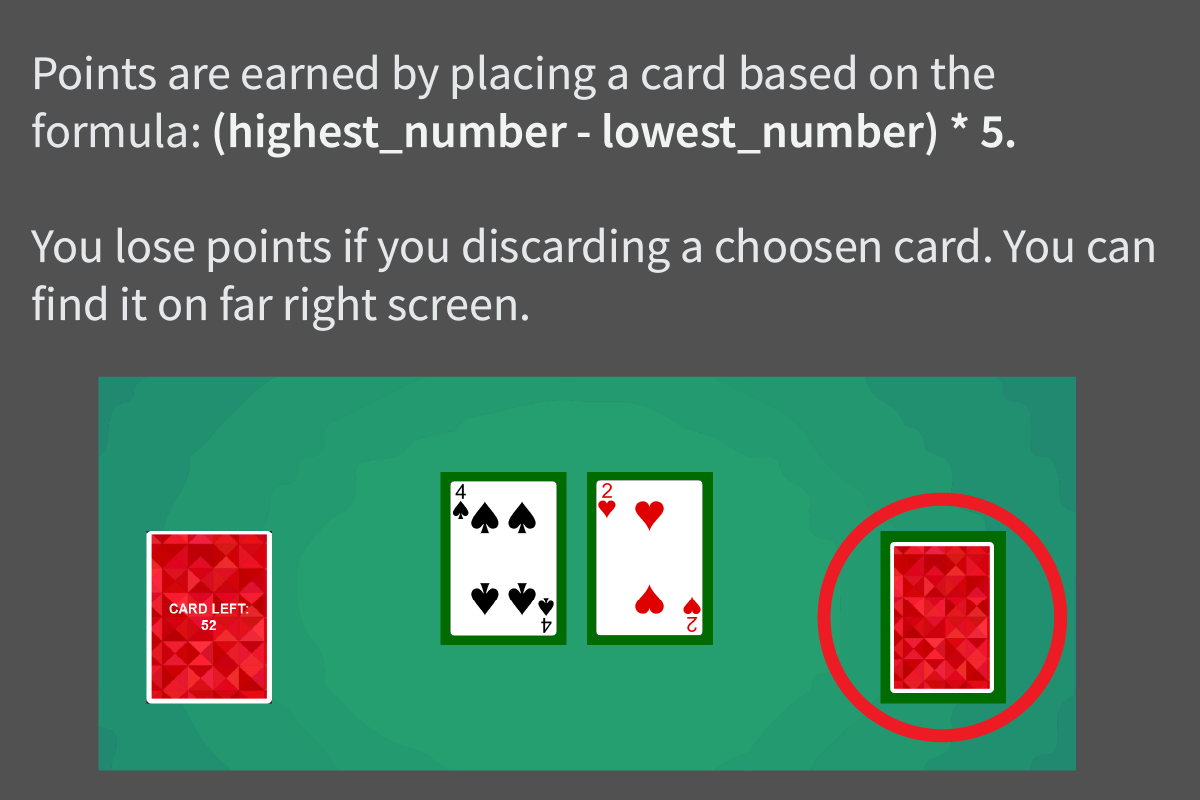 Points are earned by placing a card based on the
formula: (highest_number - lowest_number) * 5.
You lose points if you discarding a choosen card. You can
find it on far right screen.
4
2
4
2
CARD LEFT:
52